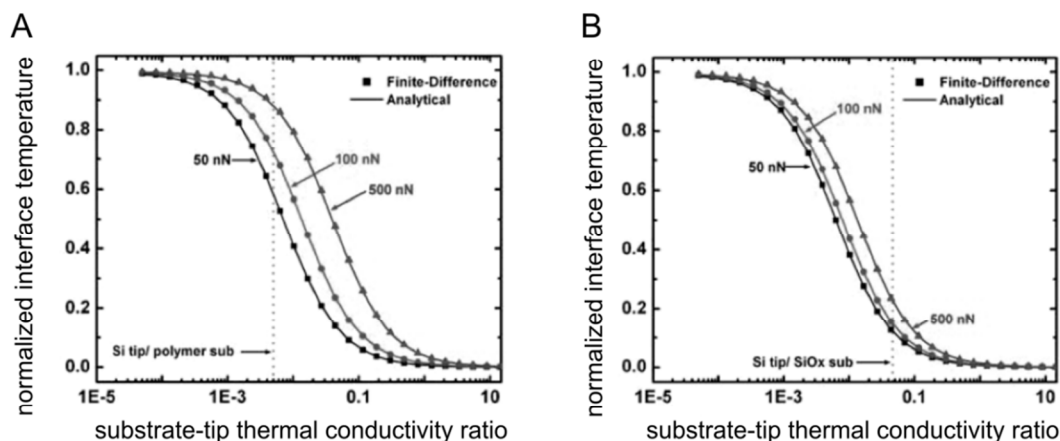 A
normalized interface temperature
1.0
0.8
0.6
0.4
0.2
0.0
Finite-Difference
Analytical
50 nN
100 nN
500 nN
Si tip/ polymer sub
1E-5
1E-3
0.1
10
substrate-tip thermal conductivity ratio
B
normalized interface temperature
1.0
0.8
0.6
0.4
0.2
0.0
Finite-Difference
Analytical
100 nN
50 nN
500 nN
Si tip/ SiOx sub
1E-5
1E-3
0.1
10
substrate-tip thermal conductivity ratio